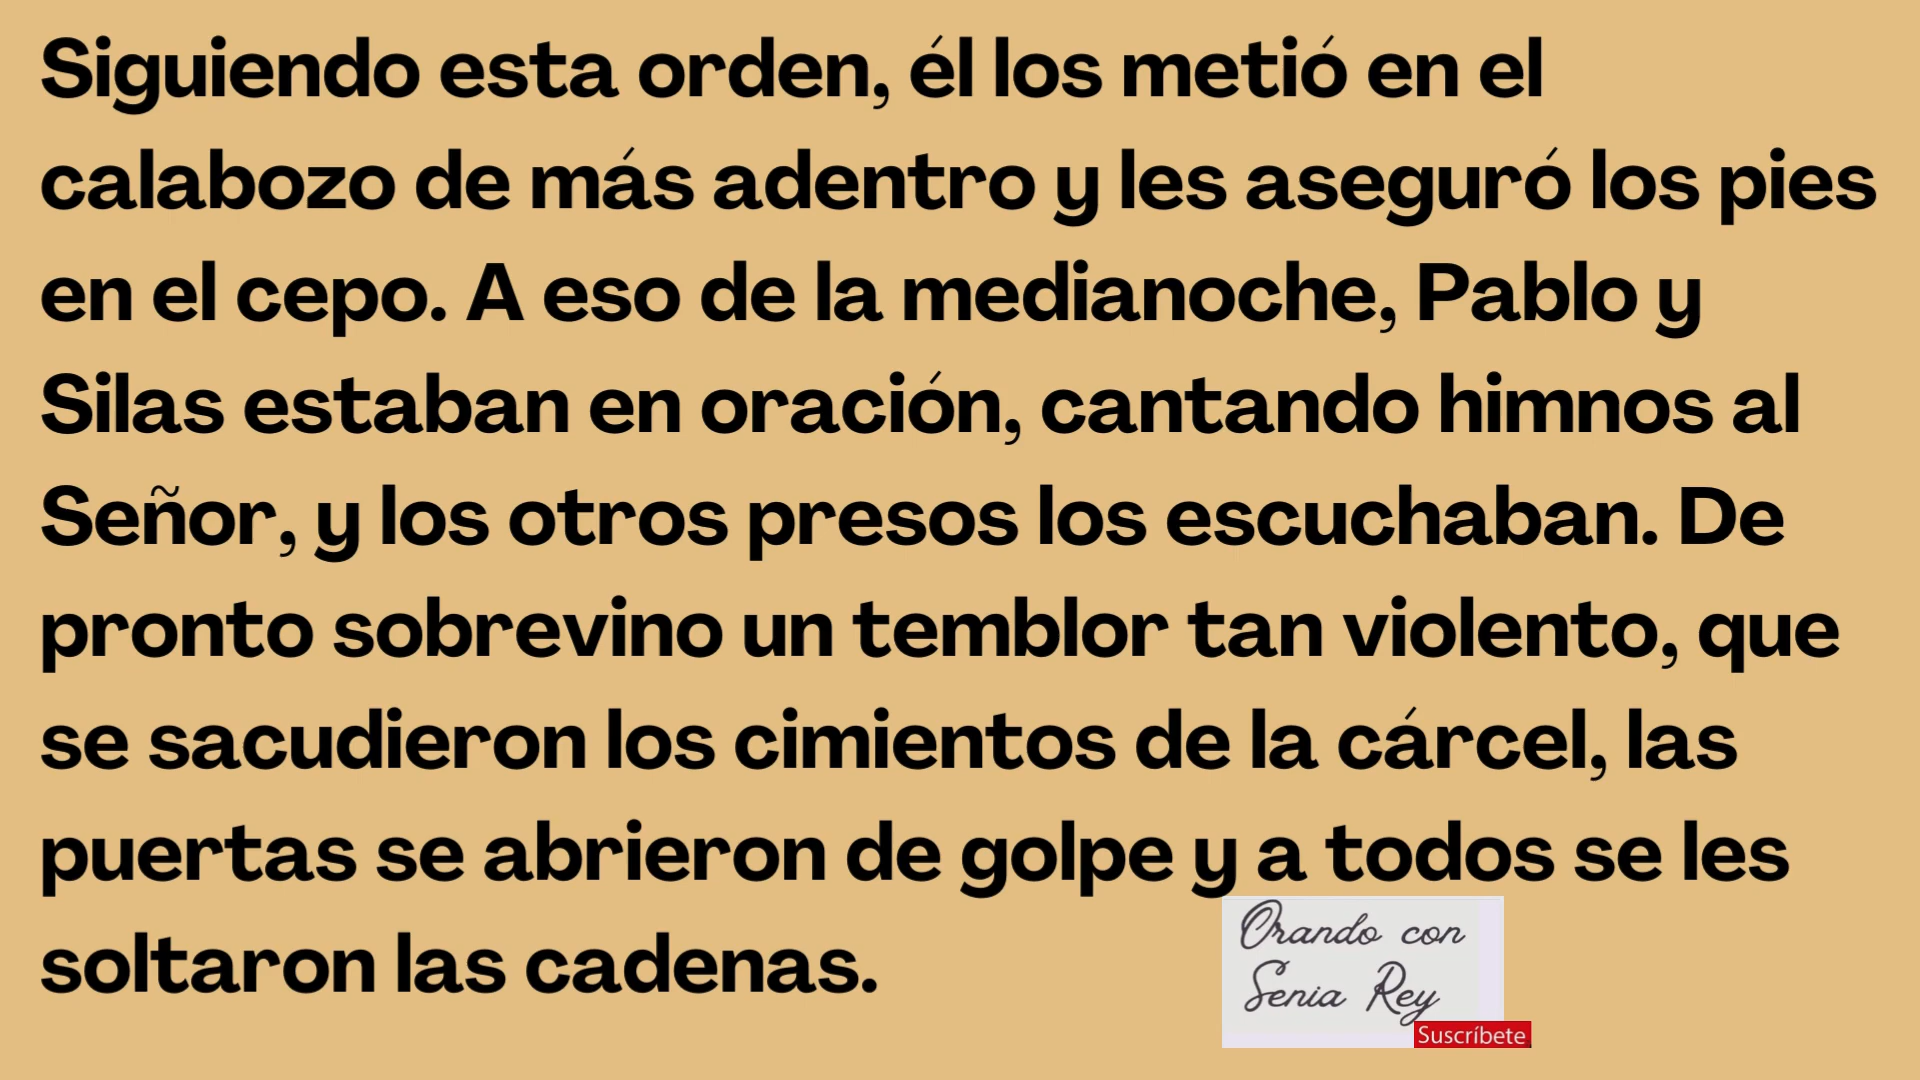 Siguiendo esta orden, él los metió en el
calabozo de más adentro y les aseguró los pies
en el cepo. A eso de la medianoche, Pablo y
Silas estaban en oración, cantando himnos al
Señor, y los otros presos los escuchaban. De
pronto sobrevino un temblor tan violento, que
se sacudieron los cimientos de la cárcel, las
puertas se abrieron de golpe y a todos se les
soltaron las cadenas.
Orando con
Senia Rey
Suscríbete